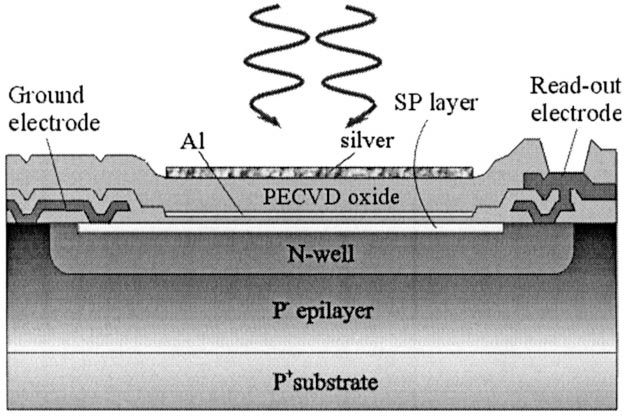 Ground
electrode
Al
silver
SP layer
Read-out
electrode
PECVD oxide
N-well
P⁻ epilayer
P⁺substrate